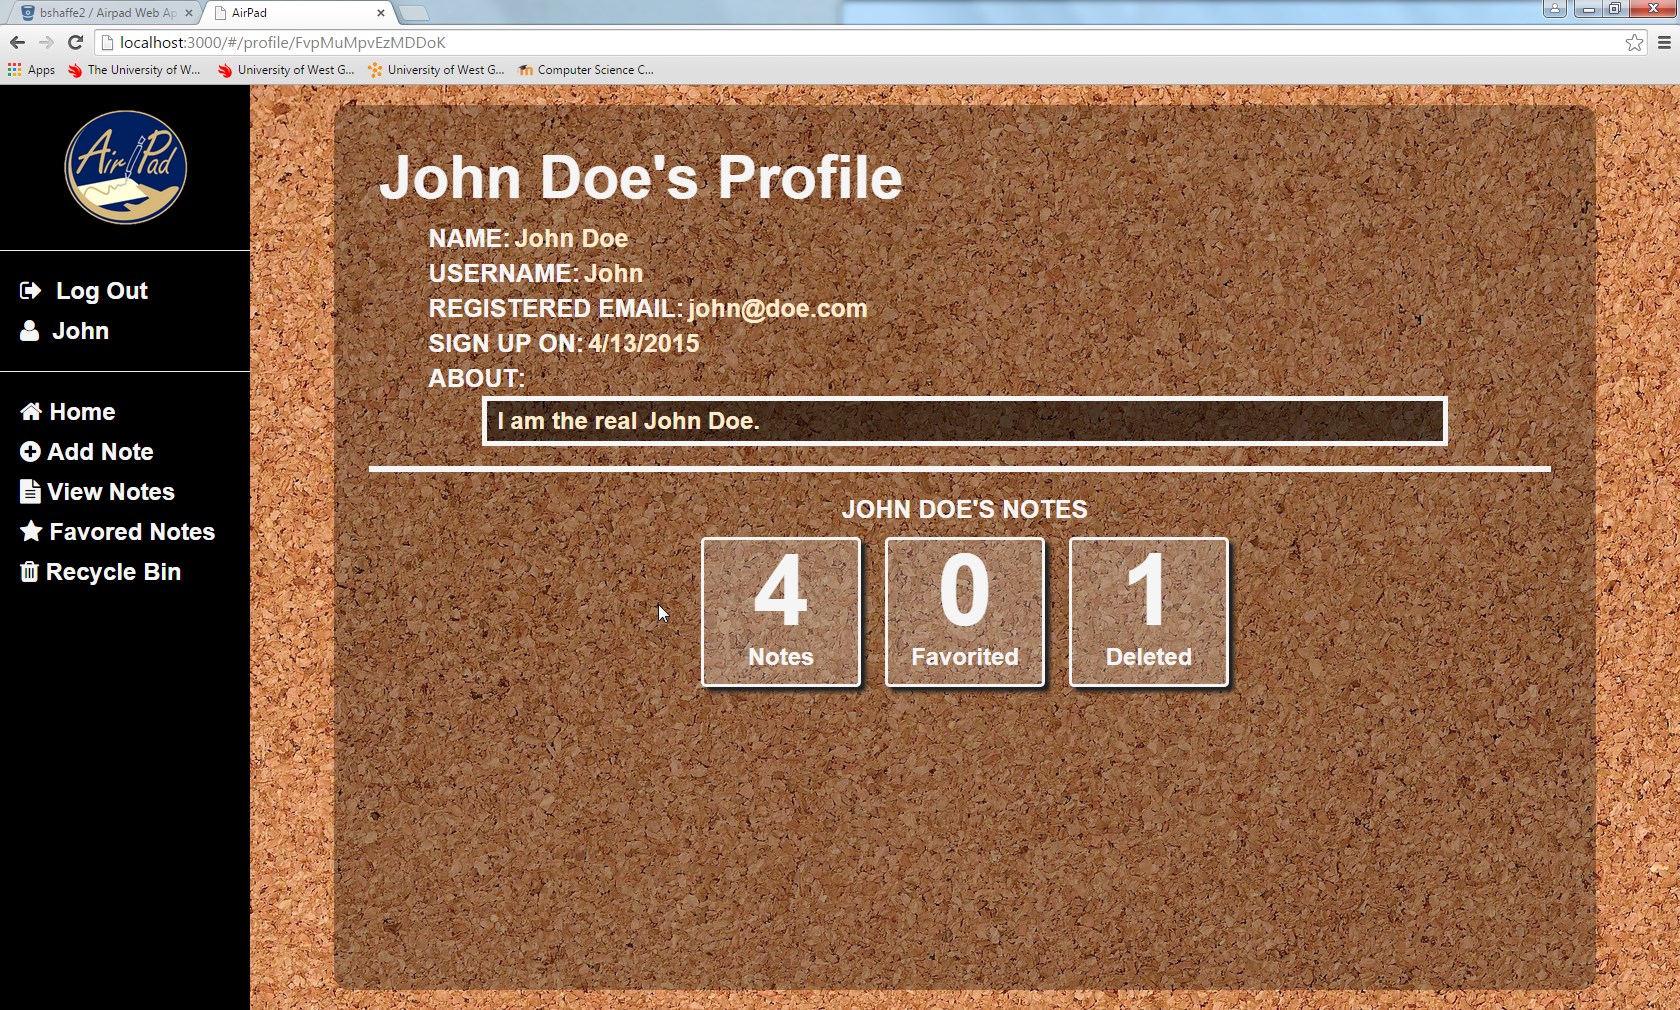 bshaffe2 / Airpad Web Ap
AirPad
localhost:3000/#/profile/FvpMuMpvEzMDDoK
Apps
The University of W...
University of West G...
University of West G...
Computer Science C...
Air Pad
Log Out
John
Home
Add Note
View Notes
Favored Notes
Recycle Bin
John Doe's Profile
NAME: John Doe
USERNAME: John
REGISTERED EMAIL: john@doe.com
SIGN UP ON: 4/13/2015
ABOUT:
I am the real John Doe.
JOHN DOE'S NOTES
4
Notes
0
Favorited
1
Deleted